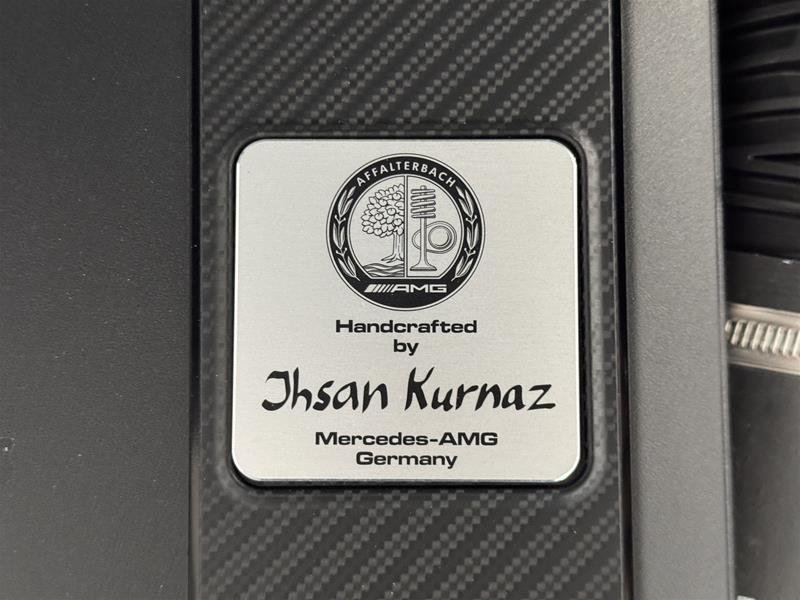 AFFALTERBACH
AMG
Handcrafted
by
Ihsan Kurnaz
Mercedes-AMG
Germany